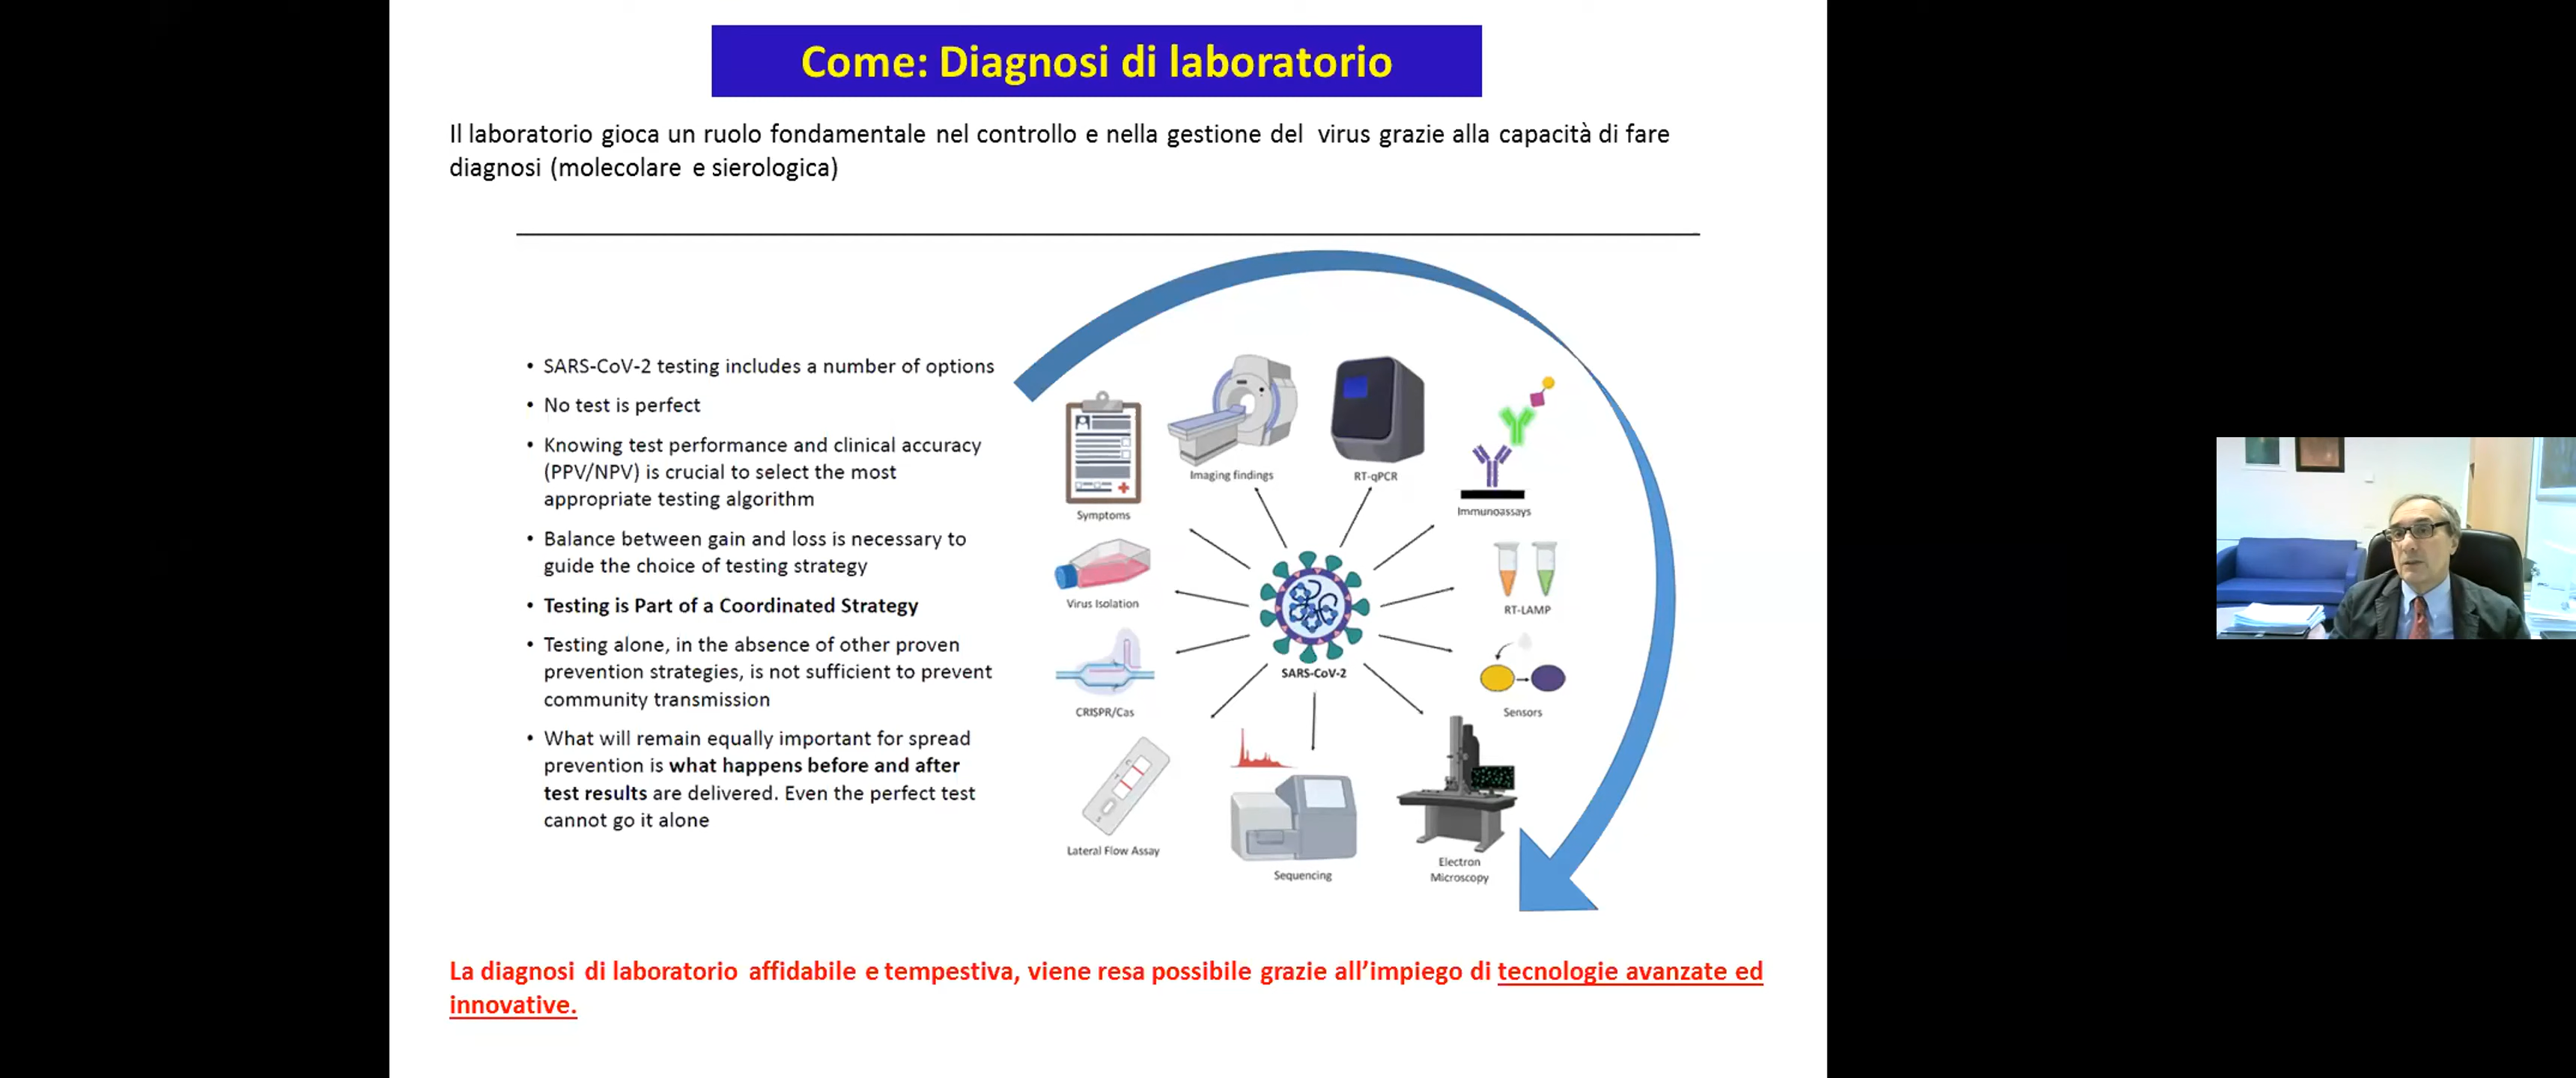 Come: Diagnosi di laboratorio
Il laboratorio gioca un ruolo fondamentale nel controllo e nella gestione del virus grazie alla capacità di fare
diagnosi (molecolare e sierologica)
• SARS-CoV-2 testing includes a number of options
• No test is perfect
• Knowing test performance and clinical accuracy
(PPV/NPV) is crucial to select the most
appropriate testing algorithm
• Balance between gain and loss is necessary to
guide the choice of testing strategy
• Testing is Part of a Coordinated Strategy
• Testing alone, in the absence of other proven
prevention strategies, is not sufficient to prevent
community transmission
• What will remain equally important for spread
prevention is what happens before and after
test results are delivered. Even the perfect test
cannot go it alone
Symptoms
Imaging findings
RT-qPCR
Immunoassays
Virus Isolation
RT-LAMP
SARS-CoV-2
CRISPR/Cas
Sensors
Lateral Flow Assay
Sequencing
Electron
Microscopy
La diagnosi di laboratorio affidabile e tempestiva, viene resa possibile grazie all'impiego di tecnologie avanzate ed
innovative.